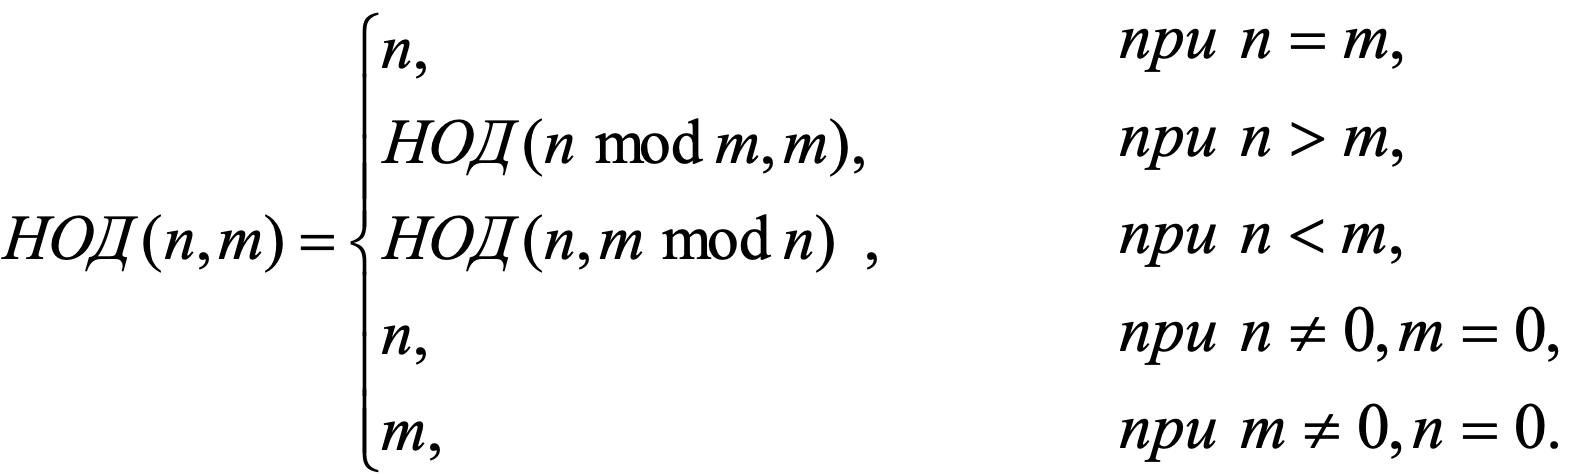 n, при n = m,
НОД(n mod m, m), при n > m,
НОД(n, m) = { НОД(n, m mod n) , при n < m,
n, при n ≠ 0, m = 0,
m, при m ≠ 0, n = 0.